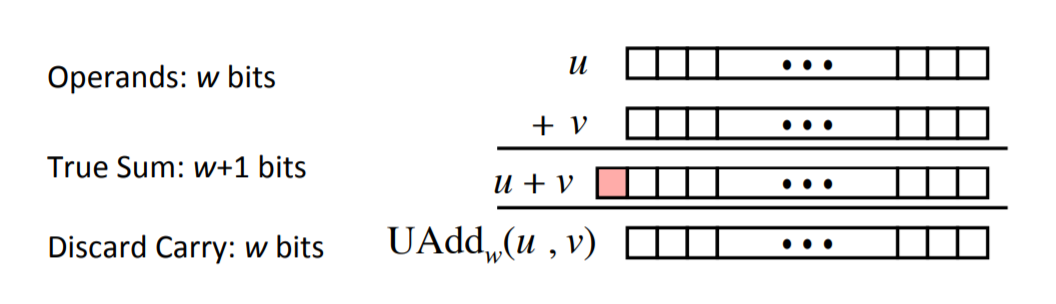 Operands: w bits u • • •
+ v • • •
True Sum: w+1 bits u + v • • •
Discard Carry: w bits UAddw(u , v) • • •